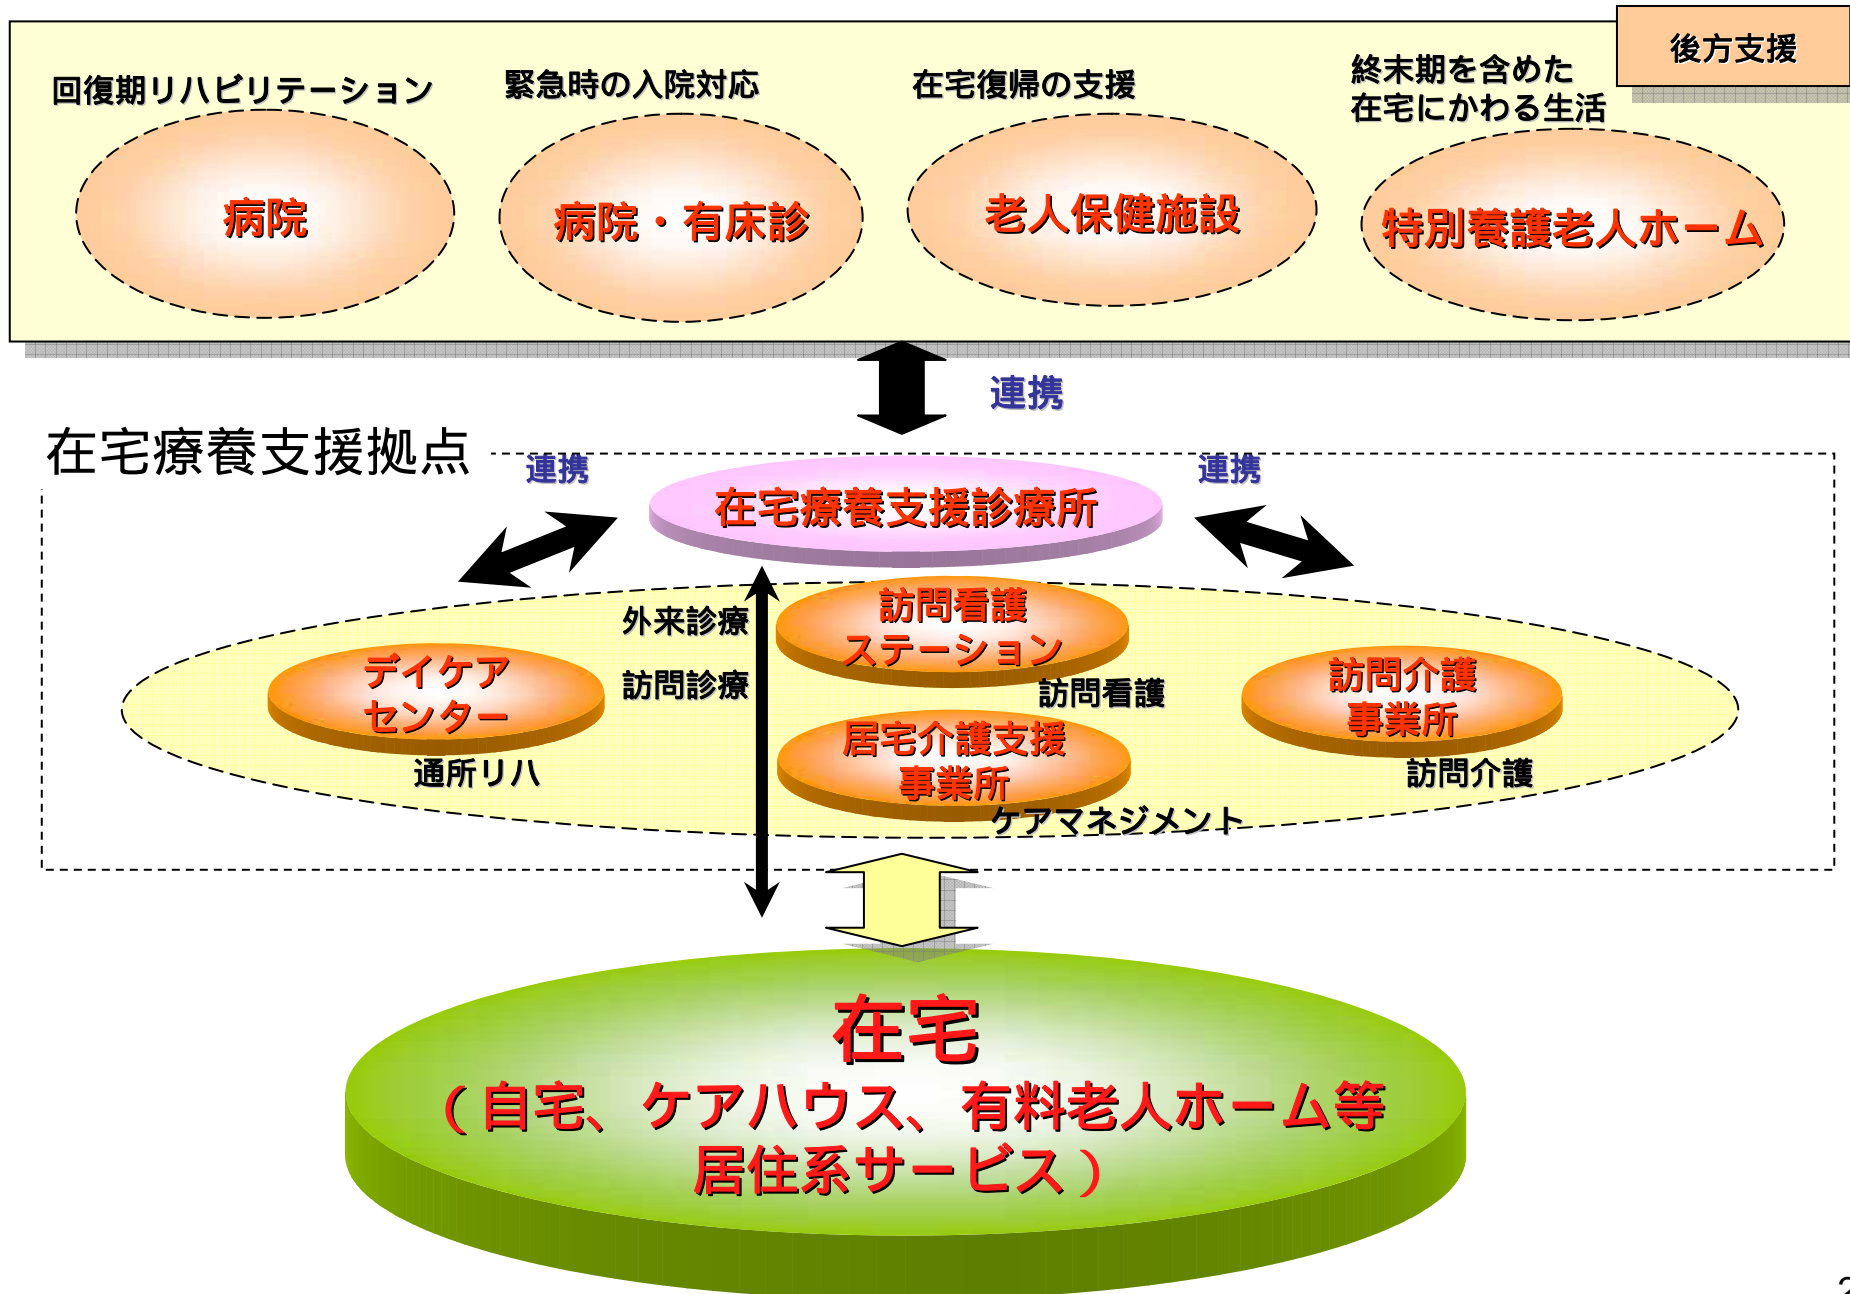 後方支援
回復期リハビリテーション
緊急時の入院対応
在宅復帰の支援
終末期を含めた
在宅にかわる生活
病院
病院・有床診
老人保健施設
特別養護老人ホーム
連携
在宅療養支援拠点
連携
連携
在宅療養支援診療所
外来診療
訪問診療
訪問看護
ステーション
訪問看護
デイケア
センター
通所リハ
居宅介護支援
事業所
ケアマネジメント
訪問介護
事業所
訪問介護
在宅
（自宅、ケアハウス、有料老人ホーム等
居住系サービス）